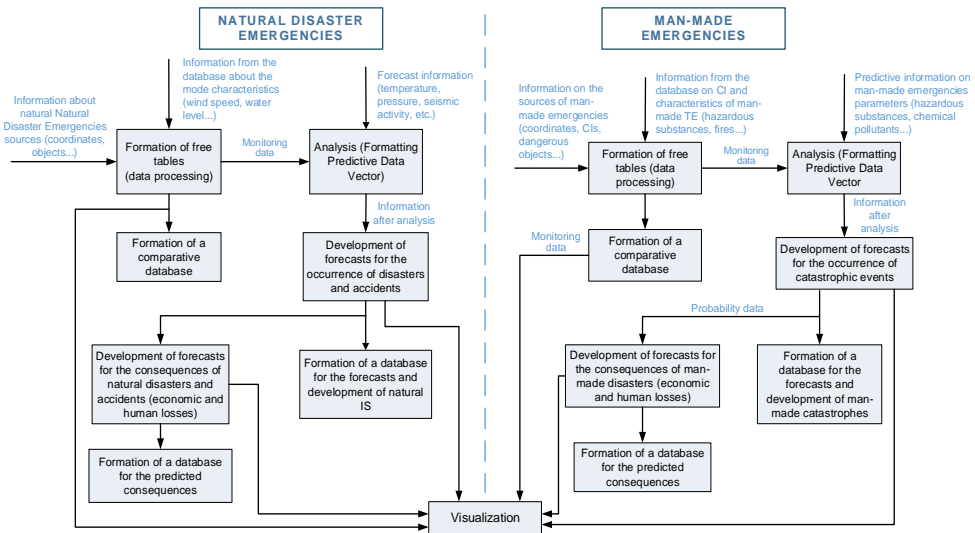 NATURAL DISASTER
EMERGENCIES
Information from the
database about the
mode characteristics
(wind speed, water
level...)
Forecast information
(temperature,
pressure, seismic
activity, etc.)
Information about
natural Natural
Disaster Emergencies
sources (coordinates,
objects...)
Formation of free
tables
(data processing)
Monitoring
data
Analysis (Formatting
Predictive Data
Vector)
Information
after analysis
Formation of a
comparative
database
Development of
forecasts for the
occurrence of disasters
and accidents
Development of forecasts
for the consequences of
natural disasters and
accidents (economic and
human losses)
Formation of a database
for the forecasts and
development of natural
IS
Formation of a database
for the predicted
consequences
MAN-MADE
EMERGENCIES
Information on the
sources of man-
made emergencies
(coordinates, CIs,
dangerous
objects...)
Information from the
database on CI and
characteristics of man-
made TE (hazardous
substances, fires...)
Predictive information on
man-made emergencies
parameters (hazardous
substances, chemical
pollutants...)
Formation of free
tables (data
processing)
Monitoring
data
Analysis (Formatting
Predictive Data
Vector
Information
after
analysis
Monitoring
data
Formation of a
comparative
database
Development of forecasts
for the occurrence of
catastrophic events
Probability data
Development of forecasts for
the consequences of man-
made disasters (economic
and human losses)
Formation of a
database for the
forecasts and
development of man-
made catastrophes
Formation of a database
for the predicted
consequences
Visualization